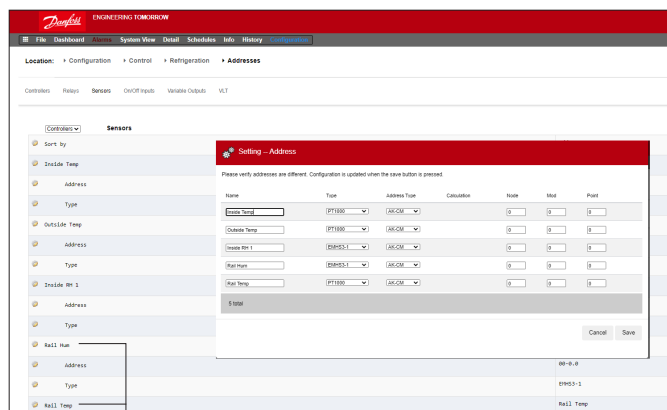 Danfoss ENGINEERING TOMORROW
File Dashboard Alarms System View Detail Schedules Info History Configuration
Location: Configuration Control Refrigeration Addresses
Controllers Relays Sensors On/Off Inputs Variable Outputs VLT
Controllers Sensors
Sort by
Inside Temp
Address
Type
Outside Temp
Address
Type
Inside RH 1
Address
Type
Rail Hum
Address 00-0.0
Type EMHS3-1
Rail Temp Rail Temp
Setting -- Address
Please verify addresses are different. Configuration is updated when the save button is pressed.
Name Type Address Type Calculation Node Mod Point
Inside Temp PT1000 AK-CM 0 0 0
Outside Temp PT1000 AK-CM 0 0 0
Inside RH 1 EMHS3-1 AK-CM 0 0 0
Rail Hum EMHS3-1 AK-CM 0 0 0
Rail Temp PT1000 AK-CM 0 0 0
5 total
Cancel Save